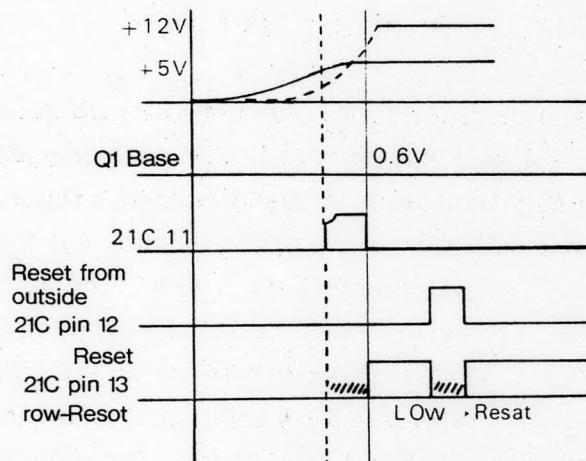 +12V
+5V
Q1 Base
0.6V
21C 11
Reset from
outside
21C pin 12
Reset
21C pin 13
row-Resot
LOw → Resat